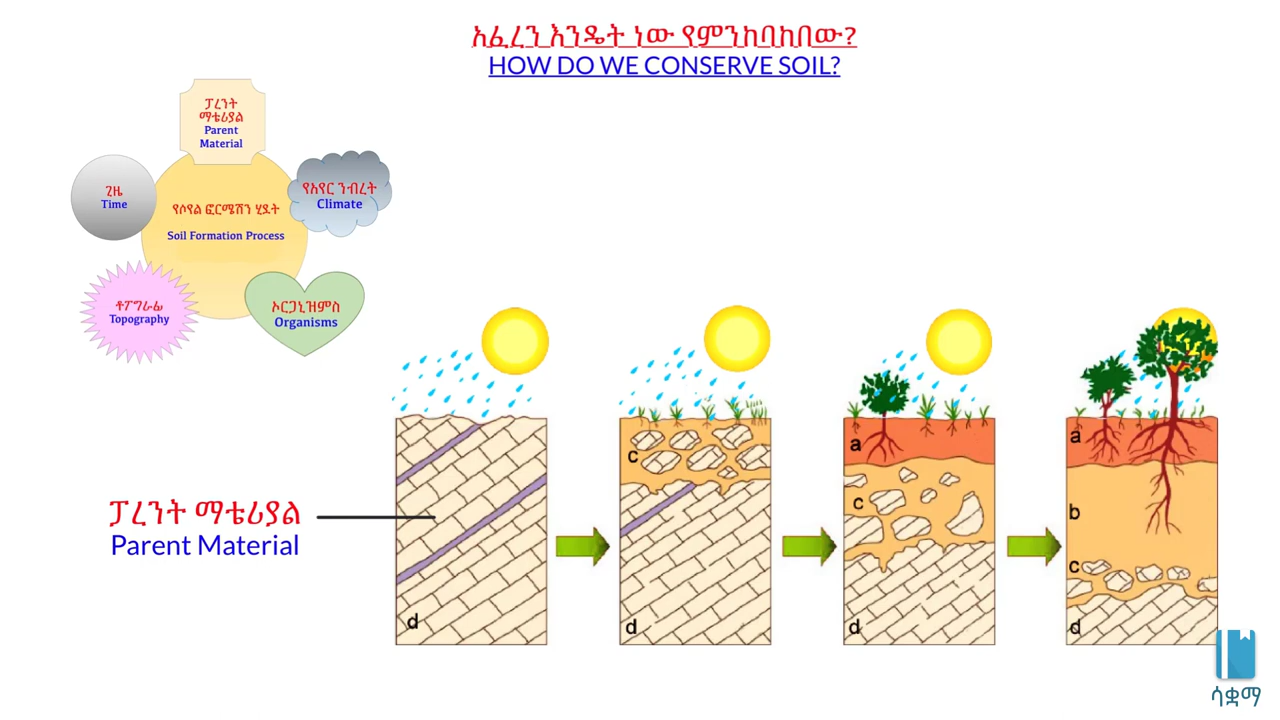 አፈረን እንዴት ነው የምንከባከበው?
HOW DO WE CONSERVE SOIL?
ፓረንት
ማቴሪያል
Parent
Material
ጊዜ
Time
የአየር ንብረት
Climate
የሶየል ፎርሜሽን ሂደት
Soil Formation Process
ቶፖግራፊ
Topography
ኦርጋኒዝምስ
Organisms
ፓረንት ማቴሪያል
Parent Material
d
c
d
a
c
d
a
b
c
d
ሳቋማ